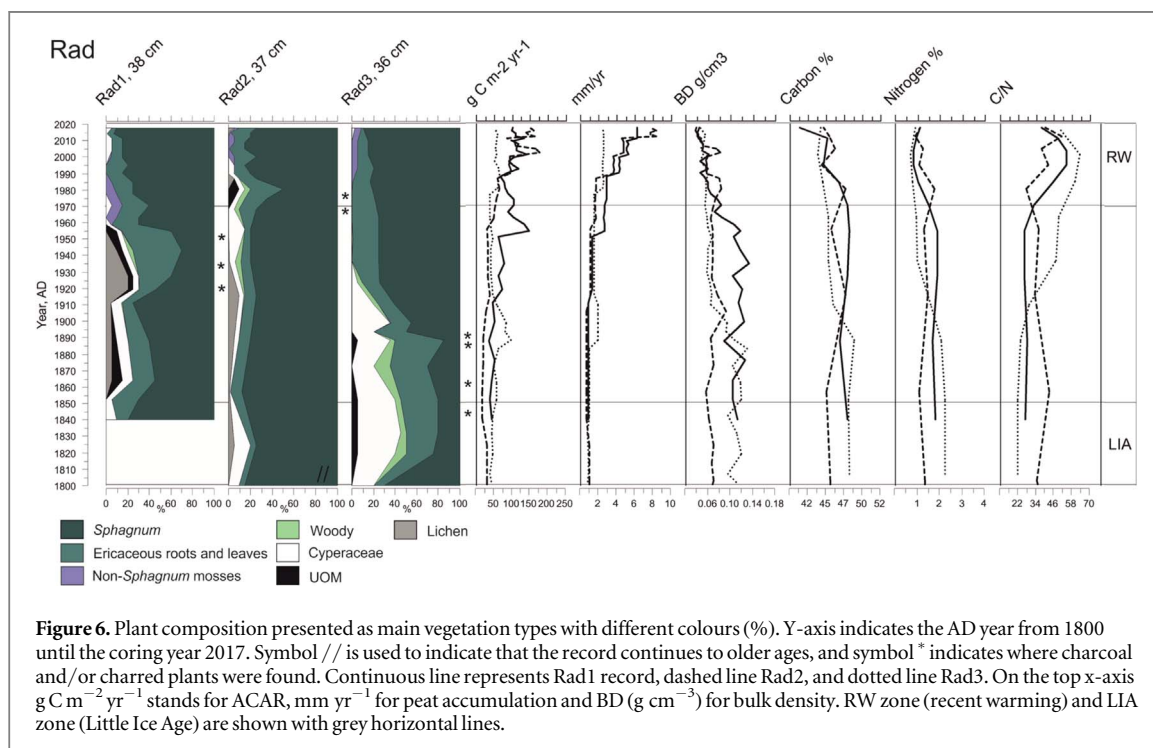 Rad
Rad1, 38 cm
Rad2, 37 cm
Rad3, 36 cm
g C m-2 yr-1
mm/yr
BD g/cm3
Carbon %
Nitrogen %
C/N
Year, AD
2020
2010
2000
1990
1980
1970
1960
1950
1940
1930
1920
1910
1900
1890
1880
1870
1860
1850
1840
1830
1820
1810
1800
* * * * * * * * *
//
RW
LIA
0 20 40 % 60 80 100
0 20 40 % 60 80 100
0 20 40 % 60 80 100
50 100 150 200 250
2 4 6 8 10
0.06 0.10 0.14 0.18
42 45 47 50 52
1 2 3 4
22 34 46 58 70
Sphagnum
Ericaceous roots and leaves
Non-Sphagnum mosses
Woody
Cyperaceae
UOM
Lichen
Figure 6. Plant composition presented as main vegetation types with different colours (%). Y-axis indicates the AD year from 1800
until the coring year 2017. Symbol // is used to indicate that the record continues to older ages, and symbol * indicates where charcoal
and/or charred plants were found. Continuous line represents Rad1 record, dashed line Rad2, and dotted line Rad3. On the top x-axis
g C m−2 yr−1 stands for ACAR, mm yr−1 for peat accumulation and BD (g cm−3) for bulk density. RW zone (recent warming) and LIA
zone (Little Ice Age) are shown with grey horizontal lines.